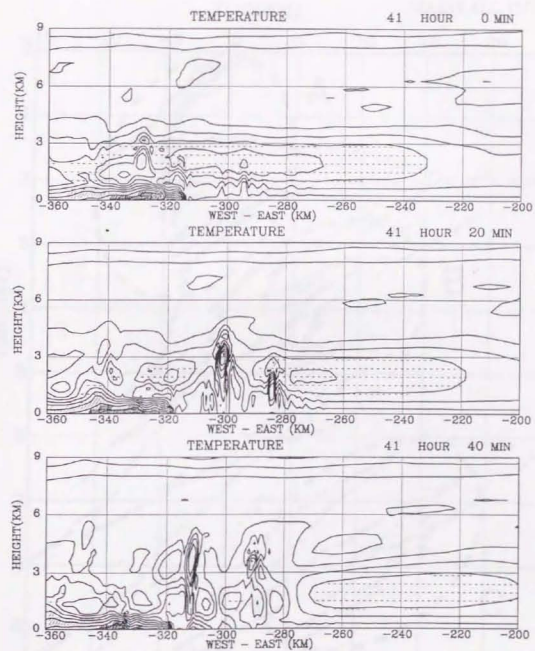 TEMPERATURE 41 HOUR 0 MIN
9
6
3
0
HEIGHT(KM)
-360 -340 -320 -300 -280 -260 -240 -220 -200
WEST - EAST (KM)
TEMPERATURE 41 HOUR 20 MIN
9
6
3
0
HEIGHT(KM)
-360 -340 -320 -300 -280 -260 -240 -220 -200
WEST - EAST (KM)
TEMPERATURE 41 HOUR 40 MIN
9
6
3
0
HEIGHT(KM)
-360 -340 -320 -300 -280 -260 -240 -220 -200
WEST - EAST (KM)